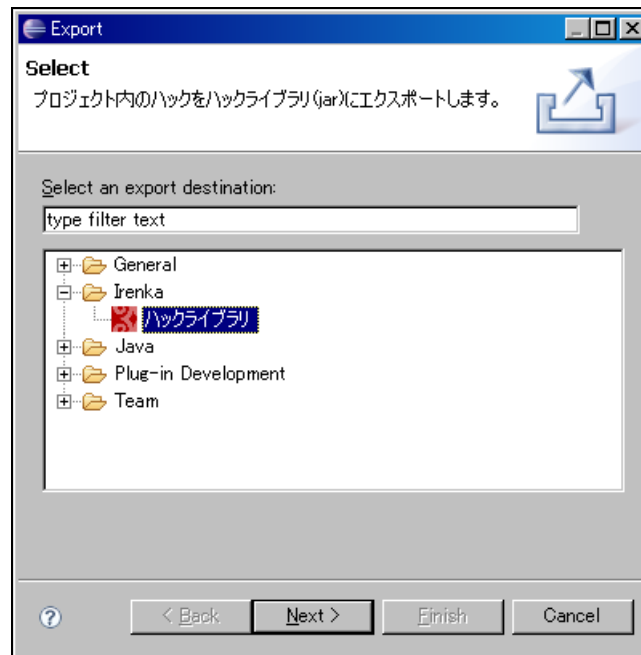 Export
Select
プロジェクト内のハックをハックライブラリ(jar)にエクスポートします。
Select an export destination:
type filter text
General
Irenka
ハックライブラリ
Java
Plug-in Development
Team
< Back
Next >
Finish
Cancel